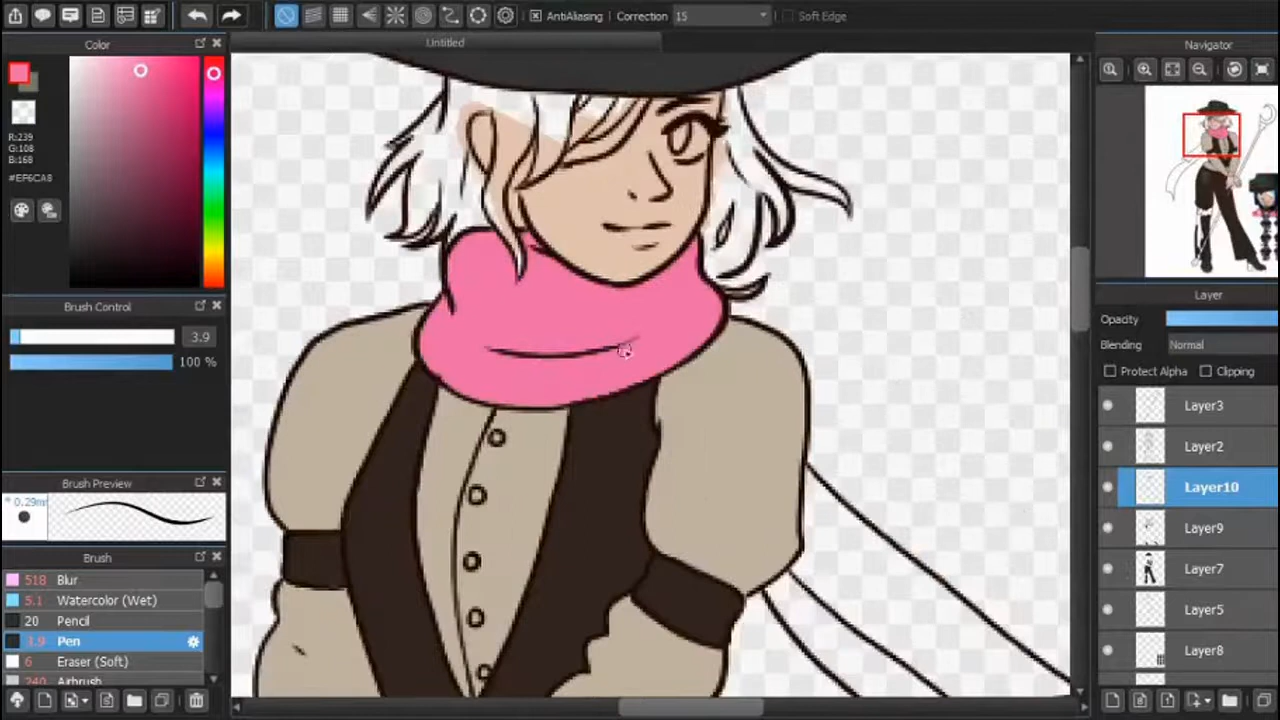 AntiAliasing Correction 15 Soft Edge
Color
Untitled
Navigator
R:239
G:108
B:168
#EF6CA8
Brush Control
3.9
100 %
Layer
Opacity
Blending Normal
Protect Alpha Clipping
Layer3
Layer2
Layer10
Layer9
Layer7
Layer5
Layer8
Brush Preview
* 0.29m
Brush
518 Blur
5.1 Watercolor (Wet)
20 Pencil
3.9 Pen
6 Eraser (Soft)
240 Airbrush